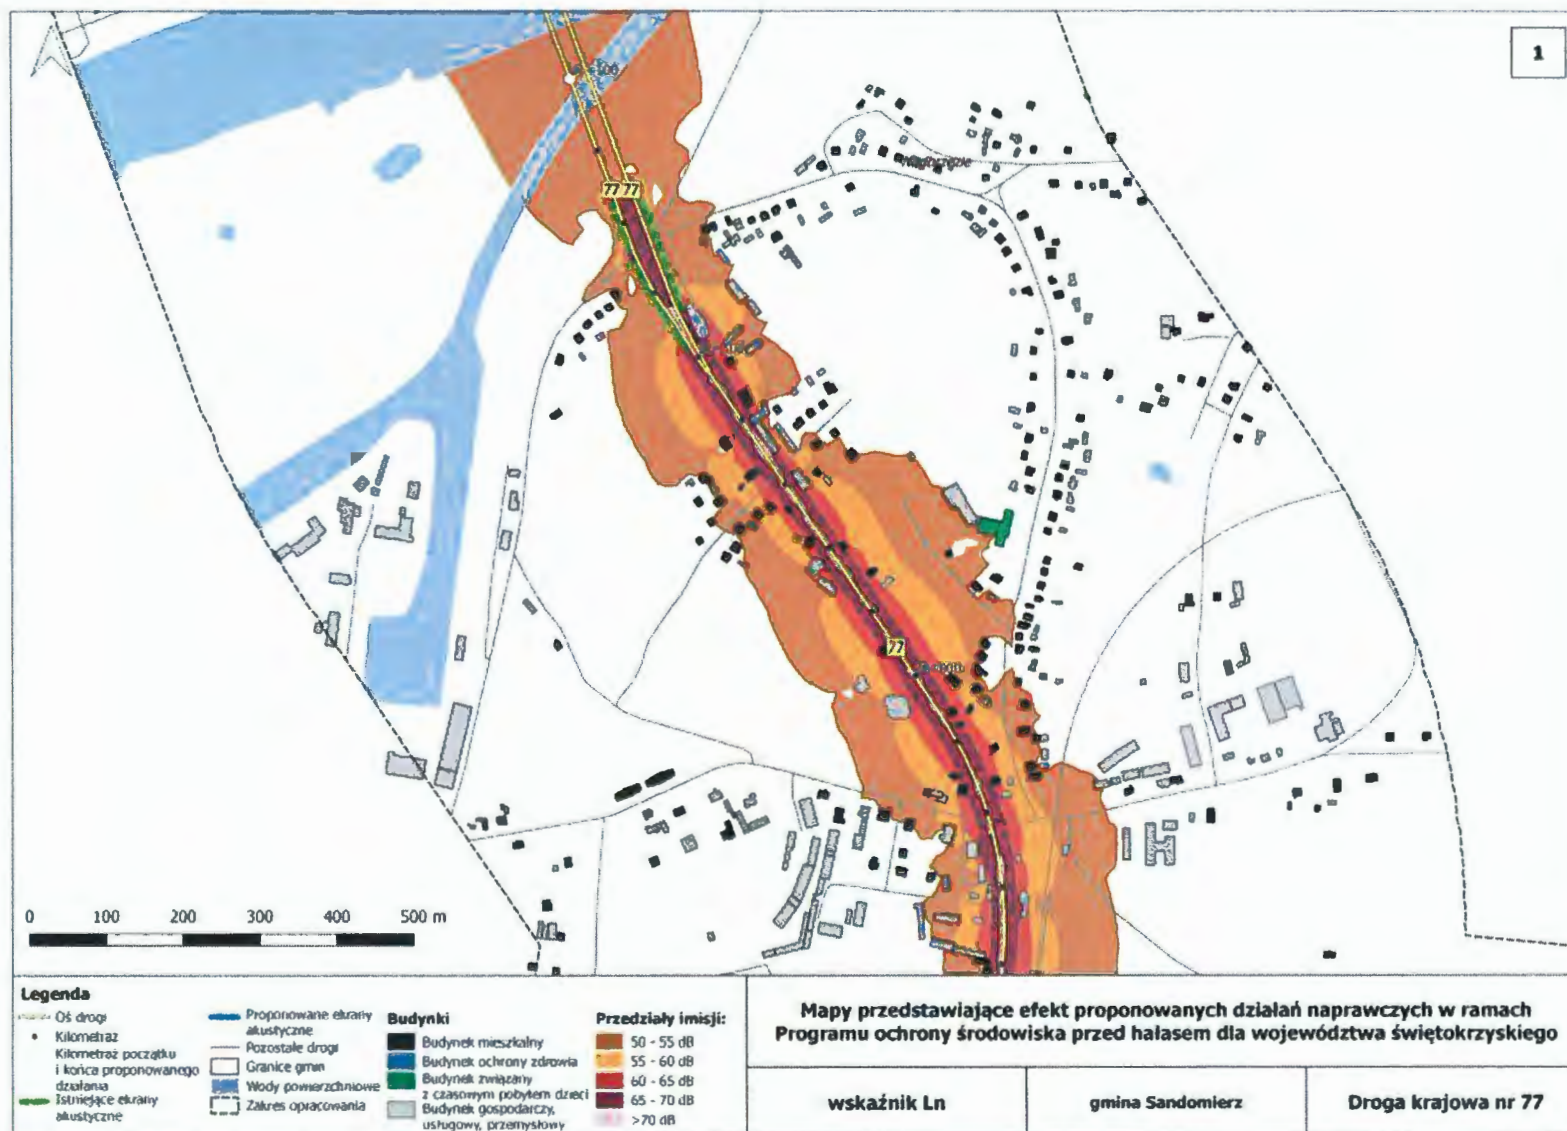 1
77 77
Nadbrzezie
77
0 100 200 300 400 500 m
Legenda
Oś drogi
Kilometraż
Kilometraż początku
i końca proponowanego
działania
Istniejące ekrany
akustyczne
Proponowane ekrany
akustyczne
Pozostałe drogi
Granice gmin
Wody powierzchniowe
Zakres opracowania
Budynki
Budynek mieszkalny
Budynek ochrony zdrowia
Budynek związany
z czasowym pobytem dzieci
Budynek gospodarczy,
usługowy, przemysłowy
Przedziały imisji:
50 - 55 dB
55 - 60 dB
60 - 65 dB
65 - 70 dB
>70 dB
Mapy przedstawiające efekt proponowanych działań naprawczych w ramach
Programu ochrony środowiska przed hałasem dla województwa świętokrzyskiego
wskaźnik Ln
gmina Sandomierz
Droga krajowa nr 77